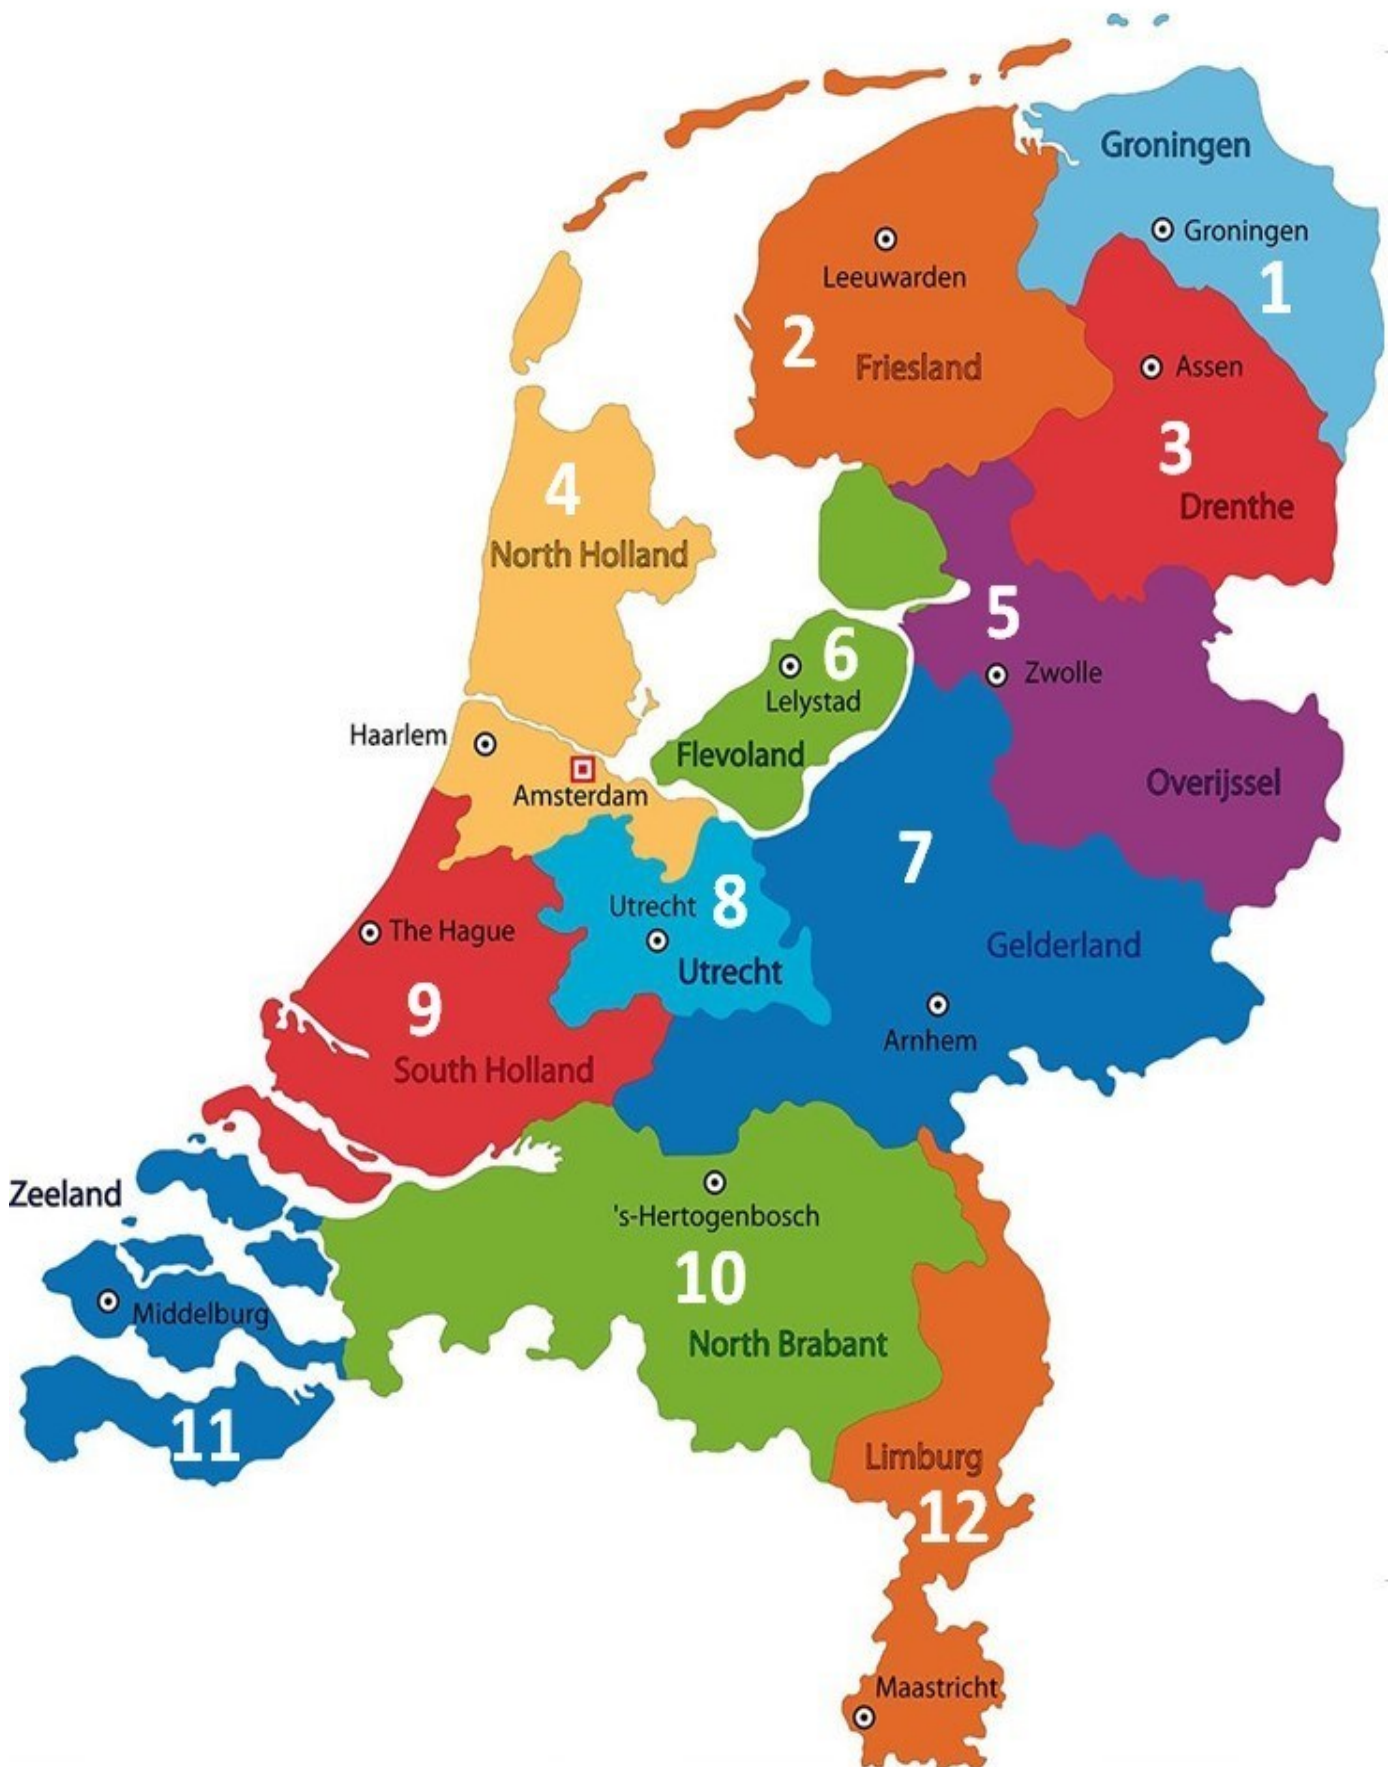 Groningen
Groningen
1
Leeuwarden
2
Friesland
Assen
3
Drenthe
4
North Holland
5
Zwolle
6
Lelystad
Flevoland
Haarlem
Amsterdam
Overijssel
7
Utrecht
8
Utrecht
The Hague
Gelderland
9
Arnhem
South Holland
Zeeland
's-Hertogenbosch
10
Middelburg
North Brabant
11
Limburg
12
Maastricht